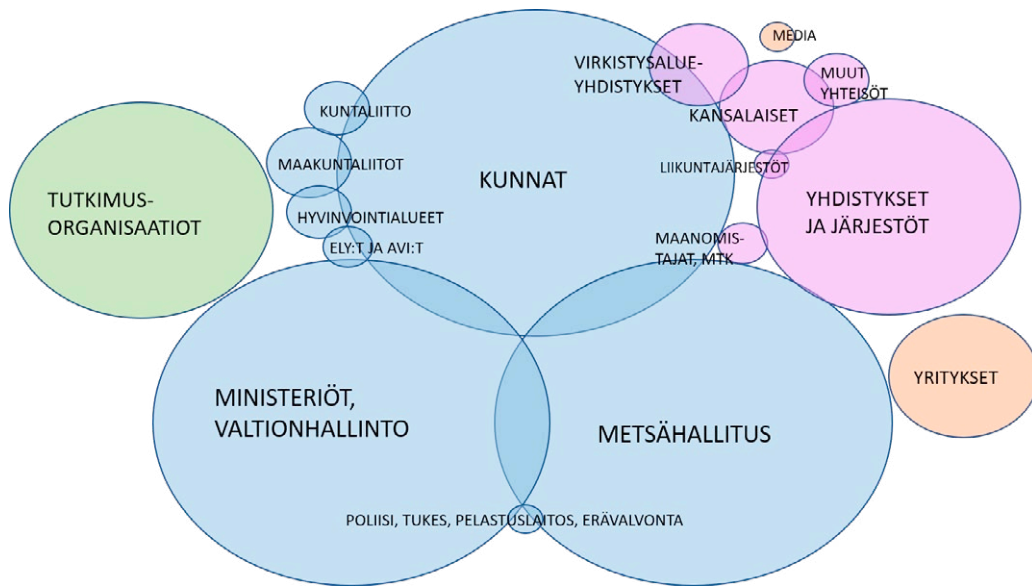 MEDIA
VIRKISTYSALUE-
YHDISTYKSET
MUUT
YHTEISÖT
KUNTALIITTO
KANSALAISET
MAAKUNTALIITOT
LIIKUNTAJÄRJESTÖT
KUNNAT
TUTKIMUS-
ORGANISAATIOT
YHDISTYKSET
JA JÄRJESTÖT
HYVINVOINTIALUEET
ELY:T JA AVI:T
MAANOMIS-
TAJAT, MTK
YRITYKSET
MINISTERIÖT,
VALTIONHALLINTO
METSÄHALLITUS
POLIISI, TUKES, PELASTUSLAITOS, ERÄVALVONTA